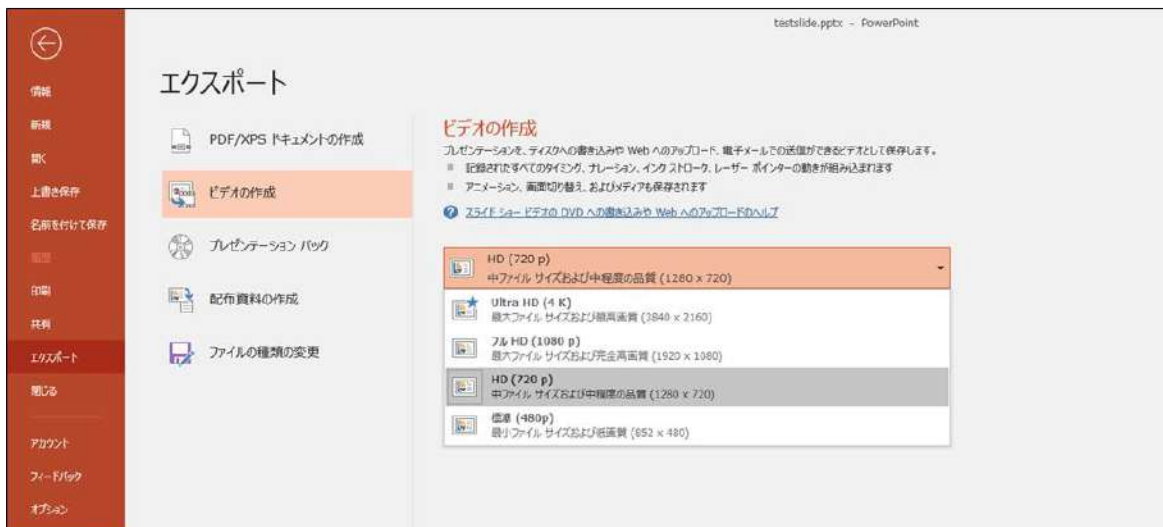 testslide.pptx - PowerPoint
情報
新規
開く
上書き保存
名前を付けて保存
履歴
印刷
共有
エクスポート
閉じる
アカウント
フィードバック
オプション
エクスポート
PDF/XPS ドキュメントの作成
ビデオの作成
プレゼンテーション パック
配布資料の作成
ファイルの種類の変更
ビデオの作成
プレゼンテーションを、ディスクへの書き込みや Web へのアップロード、電子メールでの送信ができるビデオとして保存します。
記録されたすべてのタイミング、ナレーション、インク ストローク、レーザー ポインターの動きが組み込まれます
アニメーション、画面切り替え、およびメディアも保存されます
スライド ショー ビデオの DVD への書き込みや Web へのアップロードのヘルプ
HD (720 p)
中ファイル サイズおよび中程度の品質 (1280 x 720)
Ultra HD (4 K)
最大ファイル サイズおよび最高画質 (3840 x 2160)
フル HD (1080 p)
最大ファイル サイズおよび完全高画質 (1920 x 1080)
HD (720 p)
中ファイル サイズおよび中程度の品質 (1280 x 720)
標準 (480p)
最小ファイル サイズおよび低画質 (852 x 480)